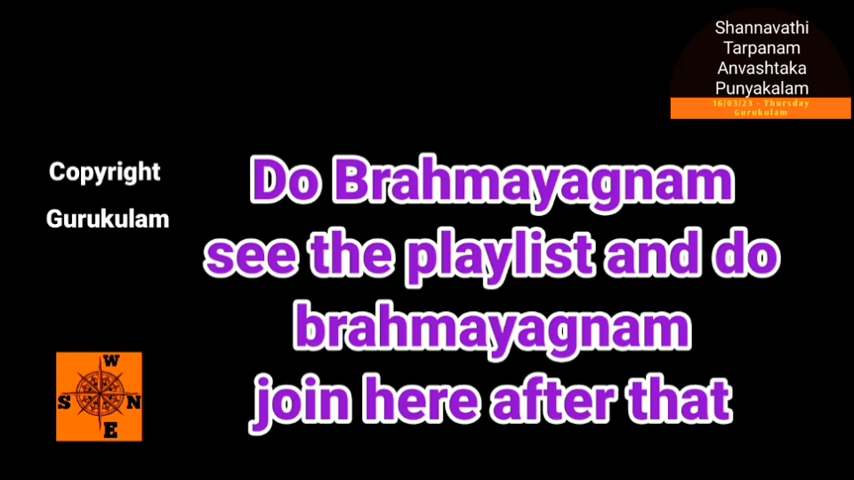 Shannavathi
Tarpanam
Anvashtaka
Punyakalam
16/03/23 - Thursday
Gurukulam
Copyright
Gurukulam
Do Brahmayagnam
see the playlist and do
brahmayagnam
join here after that
W
S N
E